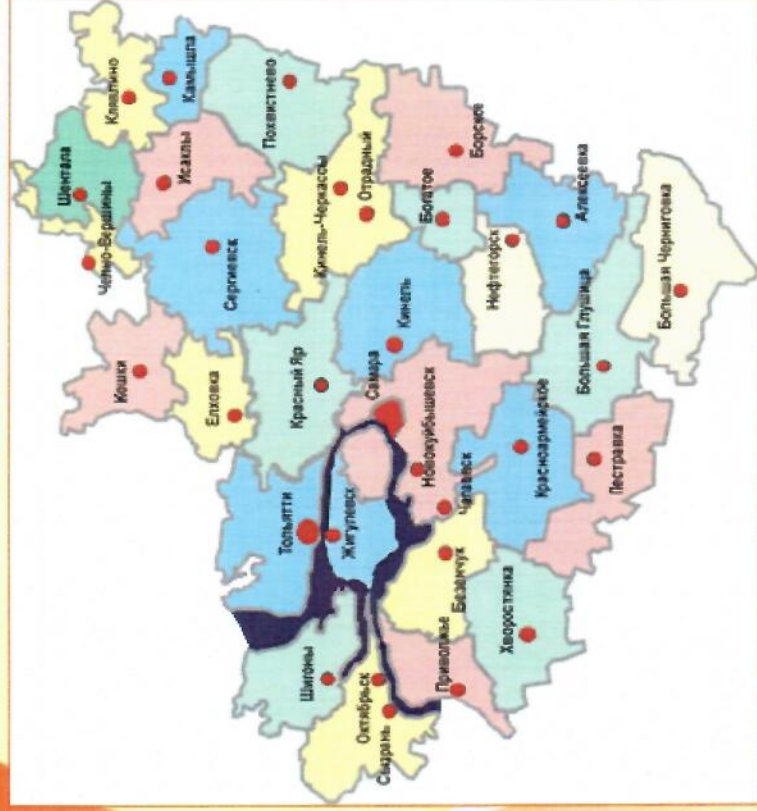 Шентала
Клявлино
Челно-Вершины
Камышла
Исаклы
Кошки
Сергиевск
Похвистнево
Елховка
Красный Яр
Кинель-Черкассы
Отрадный
Тольятти
Жигулевск
Самара
Кинель
Богатое
Борское
Шигоны
Новокуйбышевск
Нефтегорск
Октябрьск
Сызрань
Чапаевск
Алексеевка
Безенчук
Приволжье
Красноармейское
Большая Глушица
Хворостянка
Пестравка
Большая Черниговка